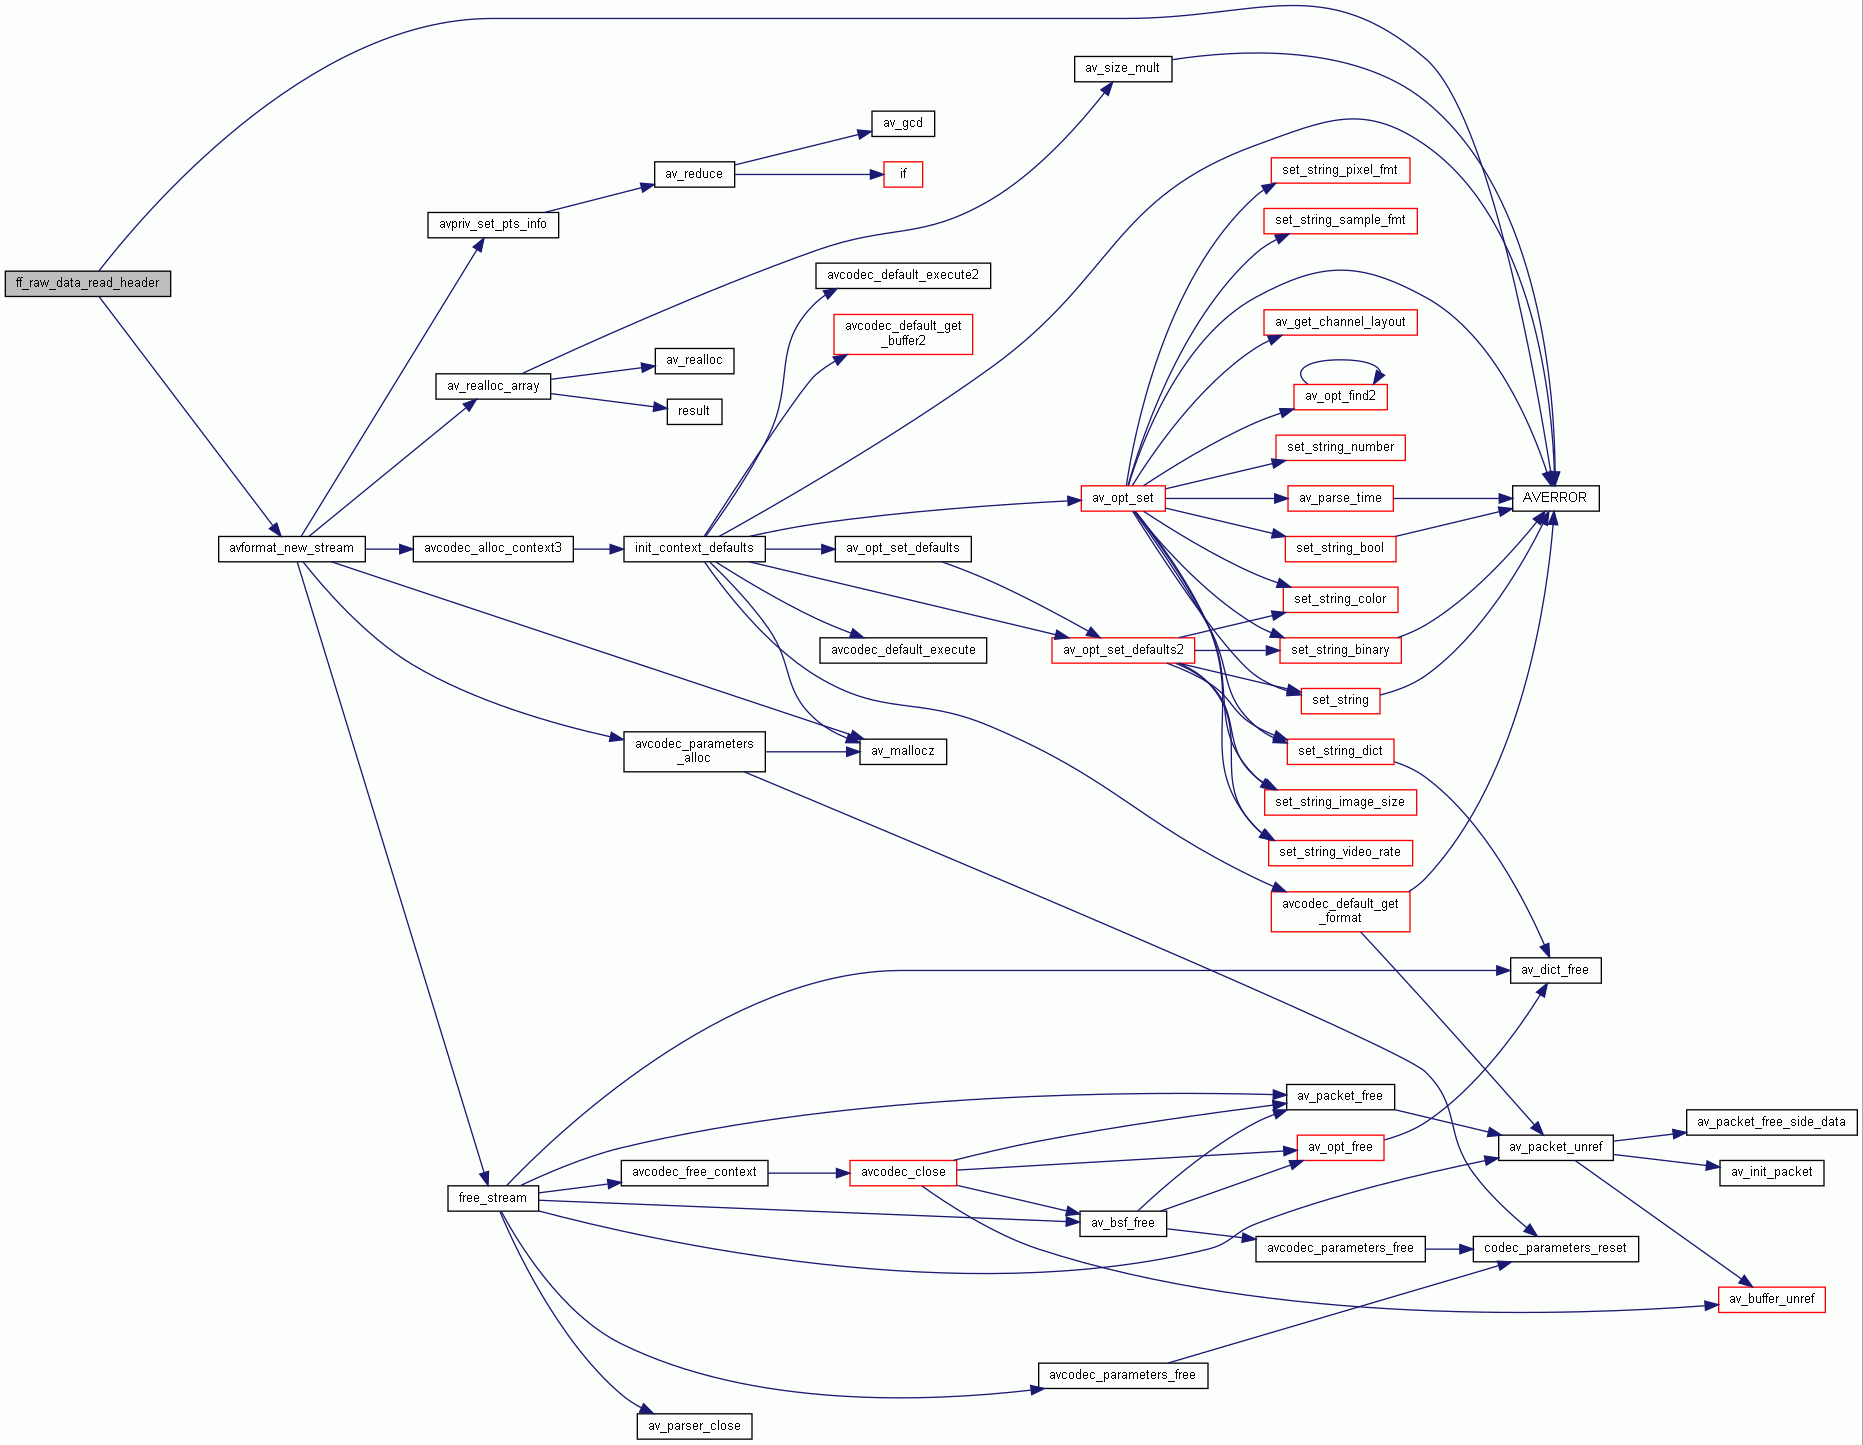 av_size_mult
av_gcd
av_reduce
if
set_string_pixel_fmt
avpriv_set_pts_info
set_string_sample_fmt
ff_raw_data_read_header
avcodec_default_execute2
avcodec_default_get
_buffer2
av_get_channel_layout
av_realloc
av_realloc_array
av_opt_find2
result
set_string_number
av_opt_set
av_parse_time
AVERROR
avformat_new_stream
avcodec_alloc_context3
init_context_defaults
av_opt_set_defaults
set_string_bool
set_string_color
avcodec_default_execute
av_opt_set_defaults2
set_string_binary
set_string
avcodec_parameters
_alloc
av_mallocz
set_string_dict
set_string_image_size
set_string_video_rate
avcodec_default_get
_format
av_dict_free
av_packet_free
av_packet_free_side_data
av_opt_free
av_packet_unref
avcodec_free_context
avcodec_close
av_init_packet
free_stream
av_bsf_free
avcodec_parameters_free
codec_parameters_reset
av_buffer_unref
avcodec_parameters_free
av_parser_close